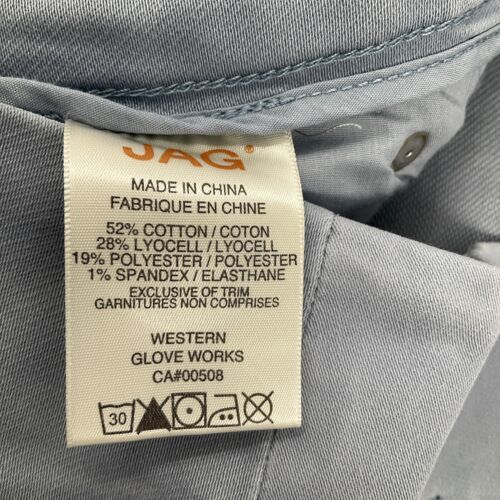 JAG®
MADE IN CHINA
FABRIQUE EN CHINE
52% COTTON / COTON
28% LYOCELL / LYOCELL
19% POLYESTER / POLYESTER
1% SPANDEX / ELASTHANE
EXCLUSIVE OF TRIM
GARNITURES NON COMPRISES
WESTERN
GLOVE WORKS
CA#00508
30